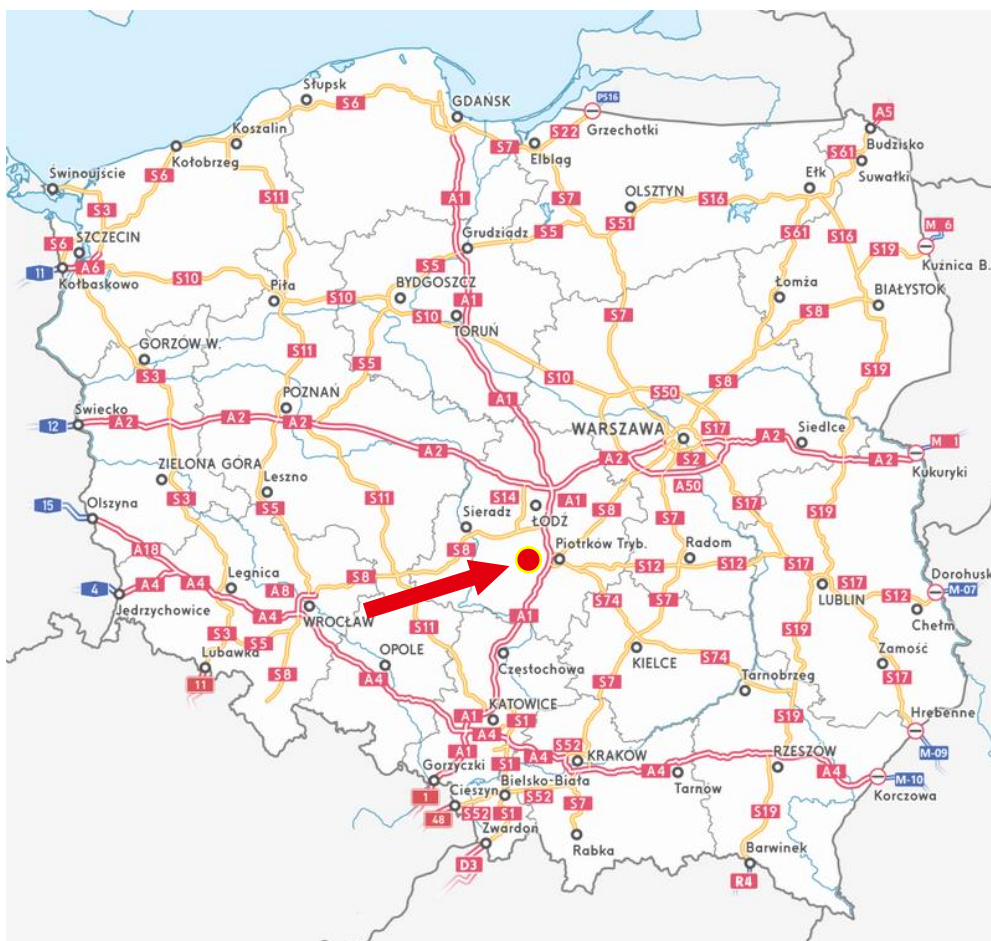 Słupsk
S6
GDAŃSK
P516
S22
Grzechotki
A5
Koszalin
Kołobrzeg
S7
Elbląg
S61
Budzisko
Suwałki
Świnoujście
S6
S3
S11
A1
S7
OLSZTYN
S16
Ełk
S51
S61
S16
M 6
S6
SZCZECIN
Grudziądz
S5
S19
Kuźnica B.
11
A6
Kołbaskowo
S10
S5
Piła
S10
BYDGOSZCZ
A1
S10
TORUŃ
S7
Łomża
S8
BIAŁYSTOK
GORZÓW W.
S3
S11
S5
S10
S8
S19
POZNAŃ
A1
S50
Świecko
12
A2
A2
A2
A2
WARSZAWA
S17
Siedlce
A2
M 1
A2
S2
A2
Kukuryki
A50
ZIELONA GÓRA
Leszno
S3
S11
S14
A1
Sieradz
ŁÓDŹ
S8
S17
15
Olszyna
S5
S7
S19
A18
S8
Piotrków Tryb.
Radom
S12
S12
S17
4
A4
A4
Legnica
A8
S8
LUBLIN
S17
Dorohusk
S12
M-07
Jędrzychowice
A4
WROCŁAW
S11
A1
S74
S7
Chełm
S3
S5
S19
Lubawka
S8
OPOLE
Częstochowa
KIELCE
S74
Zamość
11
A4
S7
Tarnobrzeg
S17
A1
KATOWICE
S1
S19
Hrebenne
A4
S52
A1
S1
A4
KRAKÓW
RZESZÓW
M-09
Gorzyczki
Bielsko-Biała
A4
A4
M-10
1
Cieszyn
S52
Tarnów
Korczowa
48
S52
S1
S7
S19
Zwardoń
Rabka
Barwinek
D3
R4